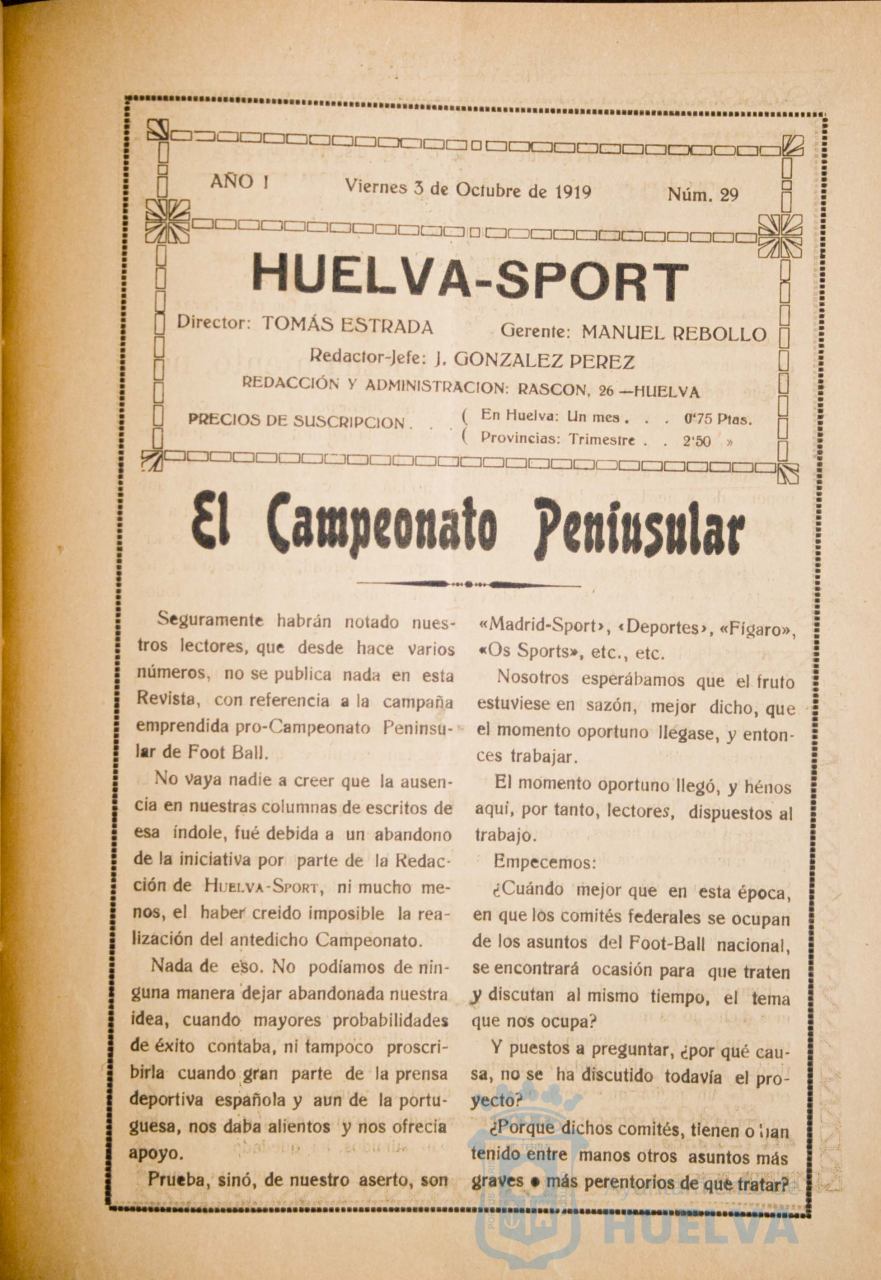 AÑO I Viernes 3 de Octubre de 1919 Núm. 29
HUELVA-SPORT
Director: TOMÁS ESTRADA Gerente: MANUEL REBOLLO
Redactor-Jefe: J. GONZALEZ PEREZ
REDACCIÓN Y ADMINISTRACION: RASCON, 26 —HUELVA
PRECIOS DE SUSCRIPCION. . . ( En Huelva: Un mes . . . 0‘75 Ptas.
( Provincias: Trimestre . . 2‘50 »
El Campeonato Peniusular
Seguramente habrán notado nues-
tros lectores, que desde hace varios
números, no se publica nada en esta
Revista, con referencia a la campaña
emprendida pro-Campeonato Peninsu-
lar de Foot Ball.
No vaya nadie a creer que la ausen-
cia en nuestras columnas de escritos de
esa índole, fué debida a un abandono
de la iniciativa por parte de la Redac-
ción de HUELVA-SPORT, ni mucho me-
nos, el haber creido imposible la rea-
lización del antedicho Campeonato.
Nada de eso. No podíamos de nin-
guna manera dejar abandonada nuestra
idea, cuando mayores probabilidades
de éxito contaba, ni tampoco proscri-
birla cuando gran parte de la prensa
deportiva española y aun de la portu-
guesa, nos daba alientos y nos ofrecia
apoyo.
Prueba, sinó, de nuestro aserto, son
«Madrid-Sport», ‹Deportes›, «Fígaro»,
«Os Sports», etc., etc.
Nosotros esperábamos que el fruto
estuviese en sazón, mejor dicho, que
el momento oportuno llegase, y enton-
ces trabajar.
El momento oportuno llegó, y hénos
aquí, por tanto, lectores, dispuestos al
trabajo.
Empecemos:
¿Cuándo mejor que en esta época,
en que los comités federales se ocupan
de los asuntos del Foot-Ball nacional,
se encontrará ocasión para que traten
y discutan al mismo tiempo, el tema
que nos ocupa?
Y puestos a preguntar, ¿por qué cau-
sa, no se ha discutido todavía el pro-
yecto?
¿Porque dichos comités, tienen o han
tenido entre manos otros asuntos más
graves o más perentorios de que tratar?
HUELVA